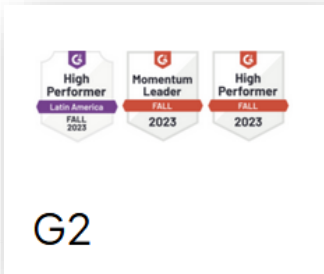 High
Performer
Latin America
FALL
2023
Momentum
Leader
FALL
2023
High
Performer
FALL
2023
G2